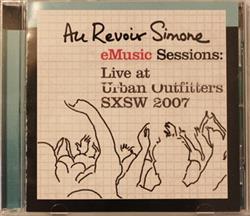 Au Revoir Simone
eMusic Sessions:
Live at
Urban Outfitters
SXSW 2007